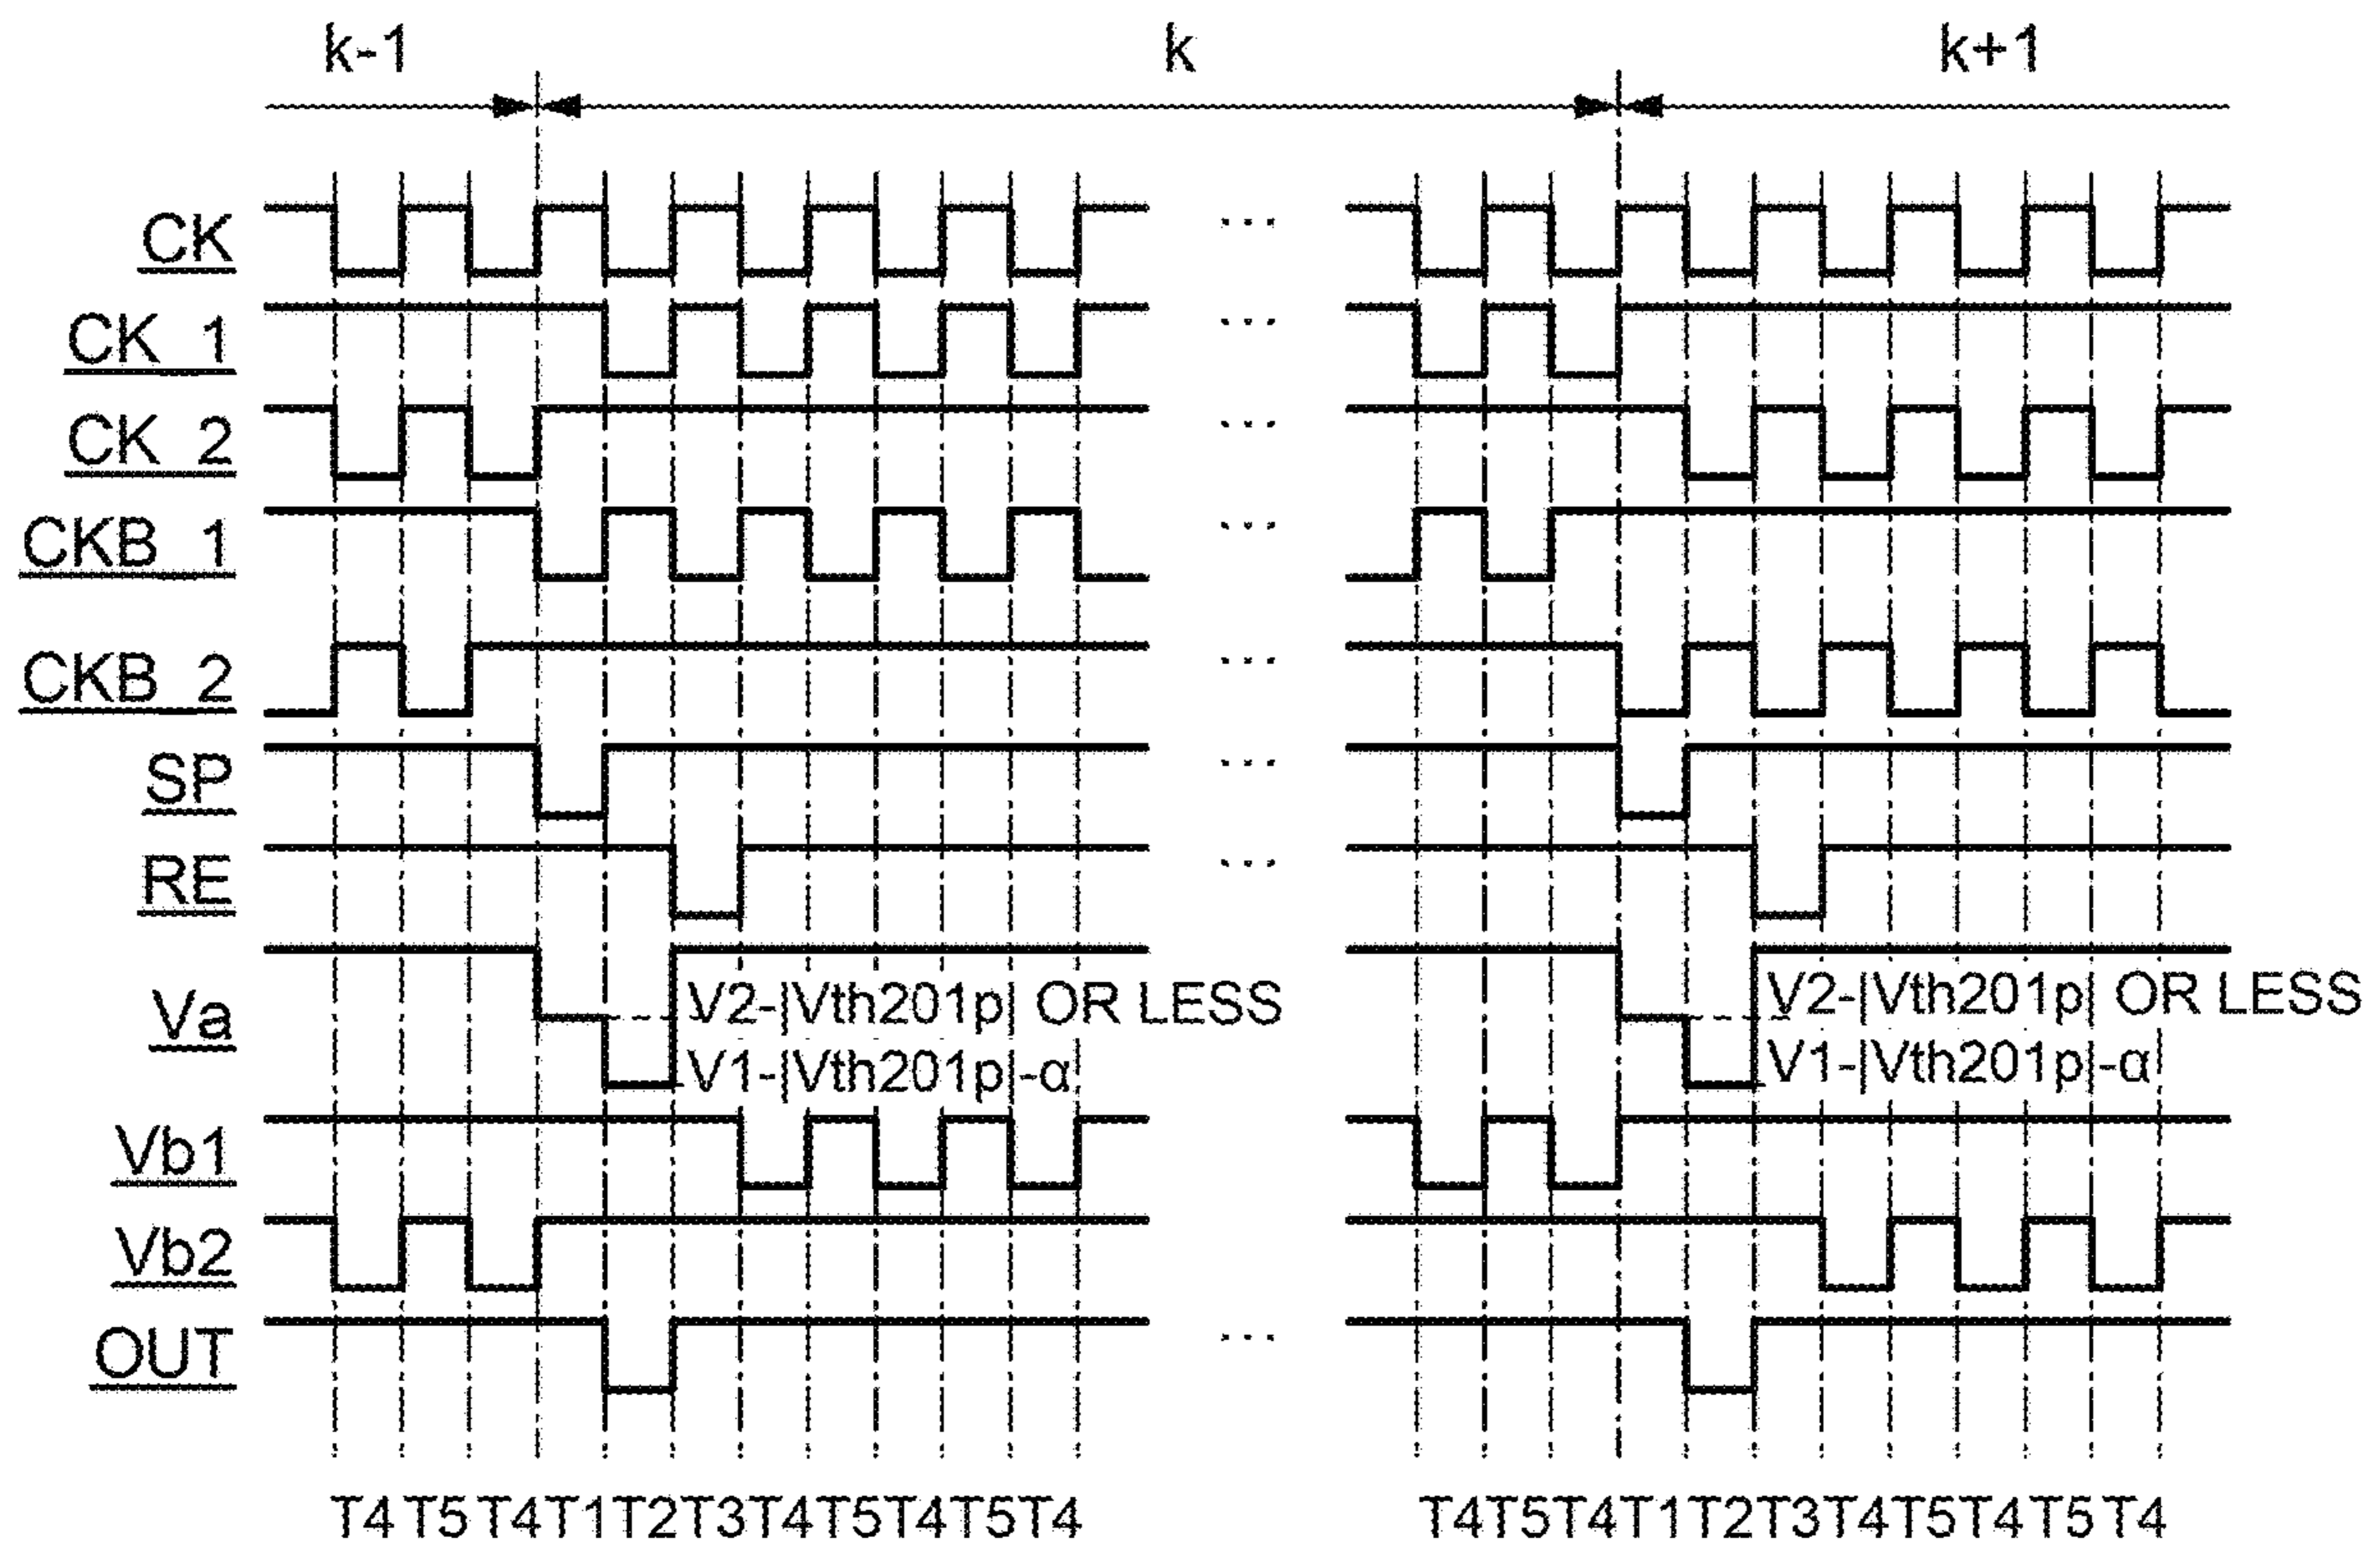 k-1 k k+1
CK ...
CK_1 ...
CK_2 ...
CKB_1 ...
CKB_2 ...
SP ...
RE ...
Va
V2-|Vth201p| OR LESS V2-|Vth201p| OR LESS
V1-|Vth201p|-α V1-|Vth201p|-α
Vb1
Vb2
OUT ...
T4 T5 T4 T1 T2 T3 T4 T5 T4 T5 T4 T4 T5 T4 T1 T2 T3 T4 T5 T4 T5 T4